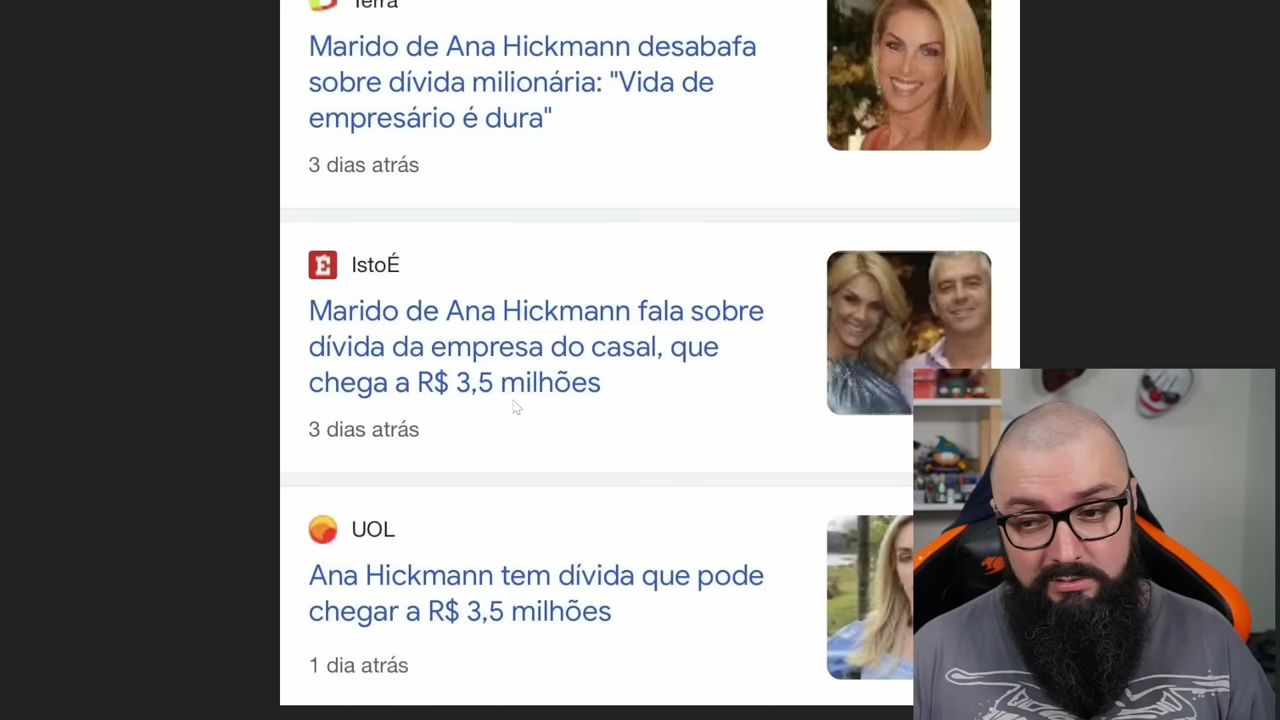 Terra
Marido de Ana Hickmann desabafa
sobre dívida milionária: "Vida de
empresário é dura"
3 dias atrás
IstoÉ
Marido de Ana Hickmann fala sobre
dívida da empresa do casal, que
chega a R$ 3,5 milhões
3 dias atrás
UOL
Ana Hickmann tem dívida que pode
chegar a R$ 3,5 milhões
1 dia atrás